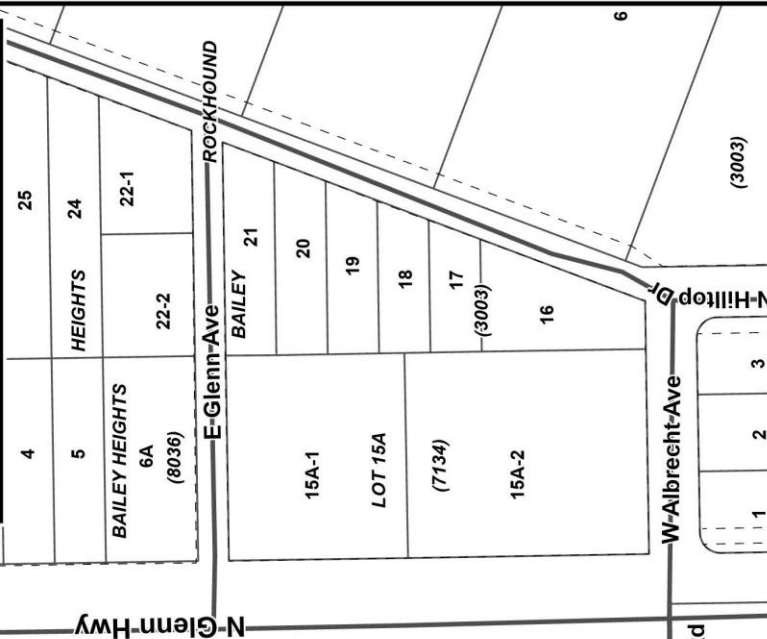 6
ROCKHOUND
25
24
22-1
(3003)
21
20
HEIGHTS
BAILEY
19
18
17
22-2
(3003)
16
N-Hilltop Dr
E-Glenn-Ave
3
BAILEY HEIGHTS
4
5
6A
(8036)
W-Albrecht-Ave
2
15A-1
LOT 15A
(7134)
15A-2
1
N-Glenn-Hwy
d